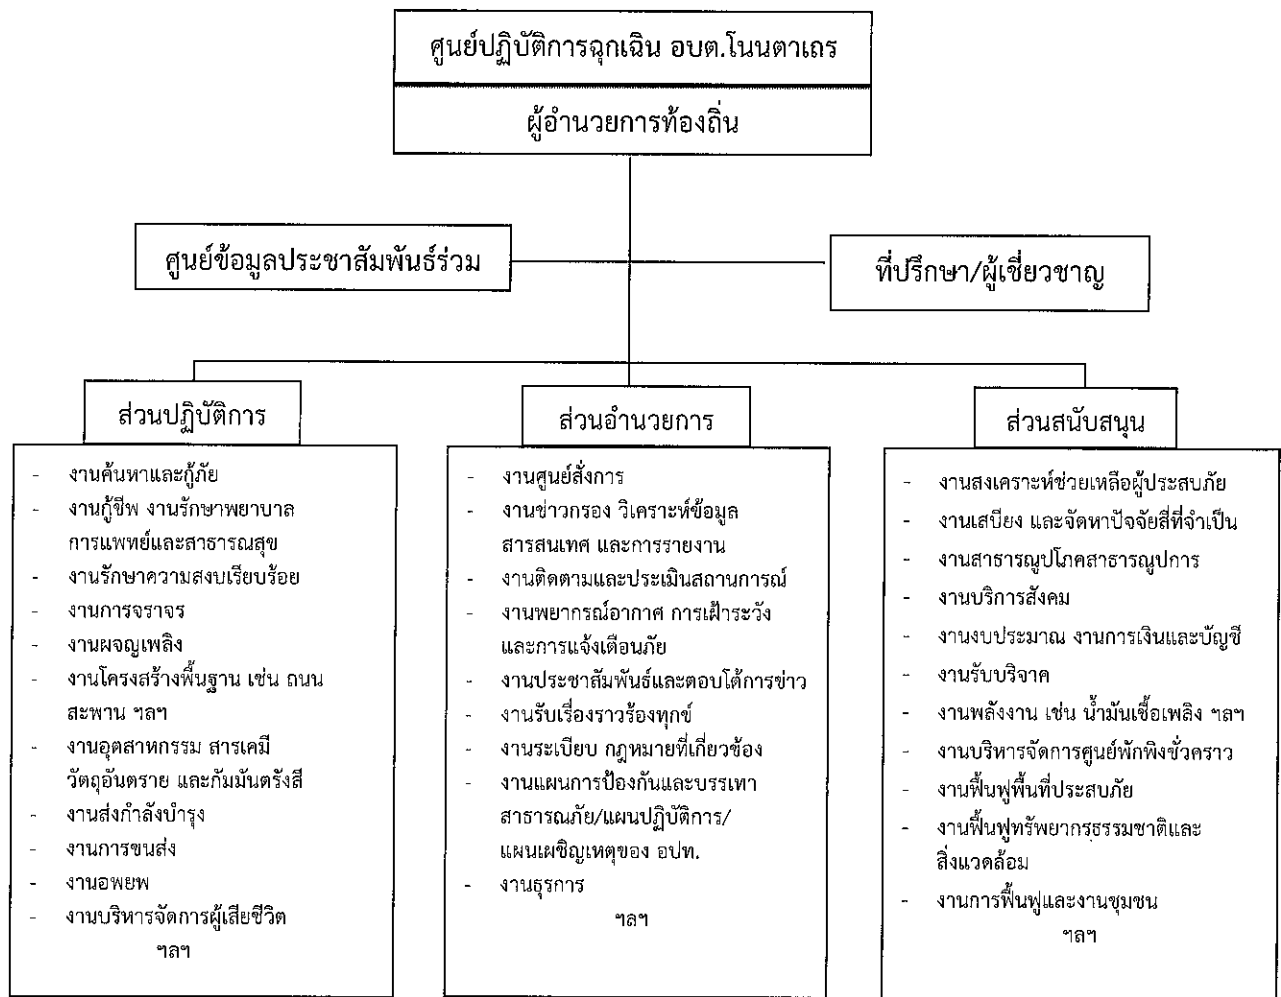 ศูนย์ปฏิบัติการฉุกเฉิน อบต.โนนตาเถร
ผู้อำนวยการท้องถิ่น
ศูนย์ข้อมูลประชาสัมพันธ์ร่วม
ที่ปรึกษา/ผู้เชี่ยวชาญ
ส่วนปฏิบัติการ
- งานค้นหาและกู้ภัย
- งานกู้ชีพ งานรักษาพยาบาล
การแพทย์และสาธารณสุข
- งานรักษาความสงบเรียบร้อย
- งานการจราจร
- งานผจญเพลิง
- งานโครงสร้างพื้นฐาน เช่น ถนน
สะพาน ฯลฯ
- งานอุตสาหกรรม สารเคมี
วัตถุอันตราย และกัมมันตรังสี
- งานส่งกำลังบำรุง
- งานการขนส่ง
- งานอพยพ
- งานบริหารจัดการผู้เสียชีวิต
ฯลฯ
ส่วนอำนวยการ
- งานศูนย์สั่งการ
- งานข่าวกรอง วิเคราะห์ข้อมูล
สารสนเทศ และการรายงาน
- งานติดตามและประเมินสถานการณ์
- งานพยากรณ์อากาศ การเฝ้าระวัง
และการแจ้งเตือนภัย
- งานประชาสัมพันธ์และตอบโต้การข่าว
- งานรับเรื่องราวร้องทุกข์
- งานระเบียบ กฎหมายที่เกี่ยวข้อง
- งานแผนการป้องกันและบรรเทา
สาธารณภัย/แผนปฏิบัติการ/
แผนเผชิญเหตุของ อปท.
- งานธุรการ
ฯลฯ
ส่วนสนับสนุน
- งานสงเคราะห์ช่วยเหลือผู้ประสบภัย
- งานเสบียง และจัดหาปัจจัยสี่ที่จำเป็น
- งานสาธารณูปโภคสาธารณูปการ
- งานบริการสังคม
- งานงบประมาณ งานการเงินและบัญชี
- งานรับบริจาค
- งานพลังงาน เช่น น้ำมันเชื้อเพลิง ฯลฯ
- งานบริหารจัดการศูนย์พักพิงชั่วคราว
- งานฟื้นฟูพื้นที่ประสบภัย
- งานฟื้นฟูทรัพยากรธรรมชาติและ
สิ่งแวดล้อม
- งานการฟื้นฟูและงานชุมชน
ฯลฯ